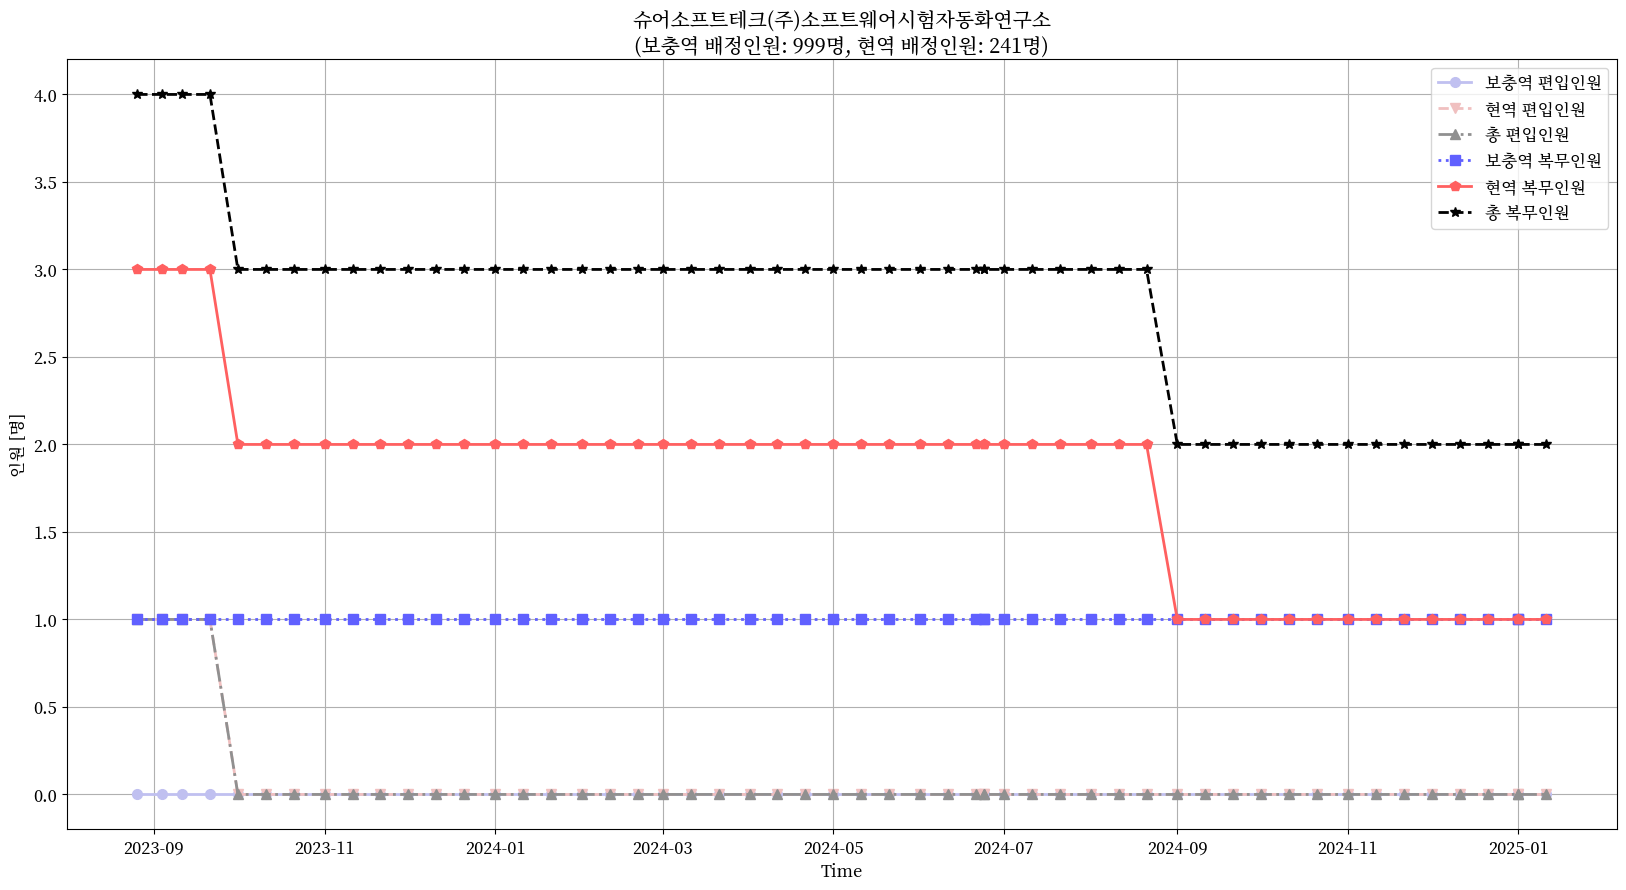 슈어소프트테크(주)소프트웨어시험자동화연구소
(보충역 배정인원: 999명, 현역 배정인원: 241명)
보충역 편입인원
현역 편입인원
총 편입인원
보충역 복무인원
현역 복무인원
총 복무인원
인원 [명]
4.0
3.5
3.0
2.5
2.0
1.5
1.0
0.5
0.0
2023-09
2023-11
2024-01
2024-03
2024-05
2024-07
2024-09
2024-11
2025-01
Time